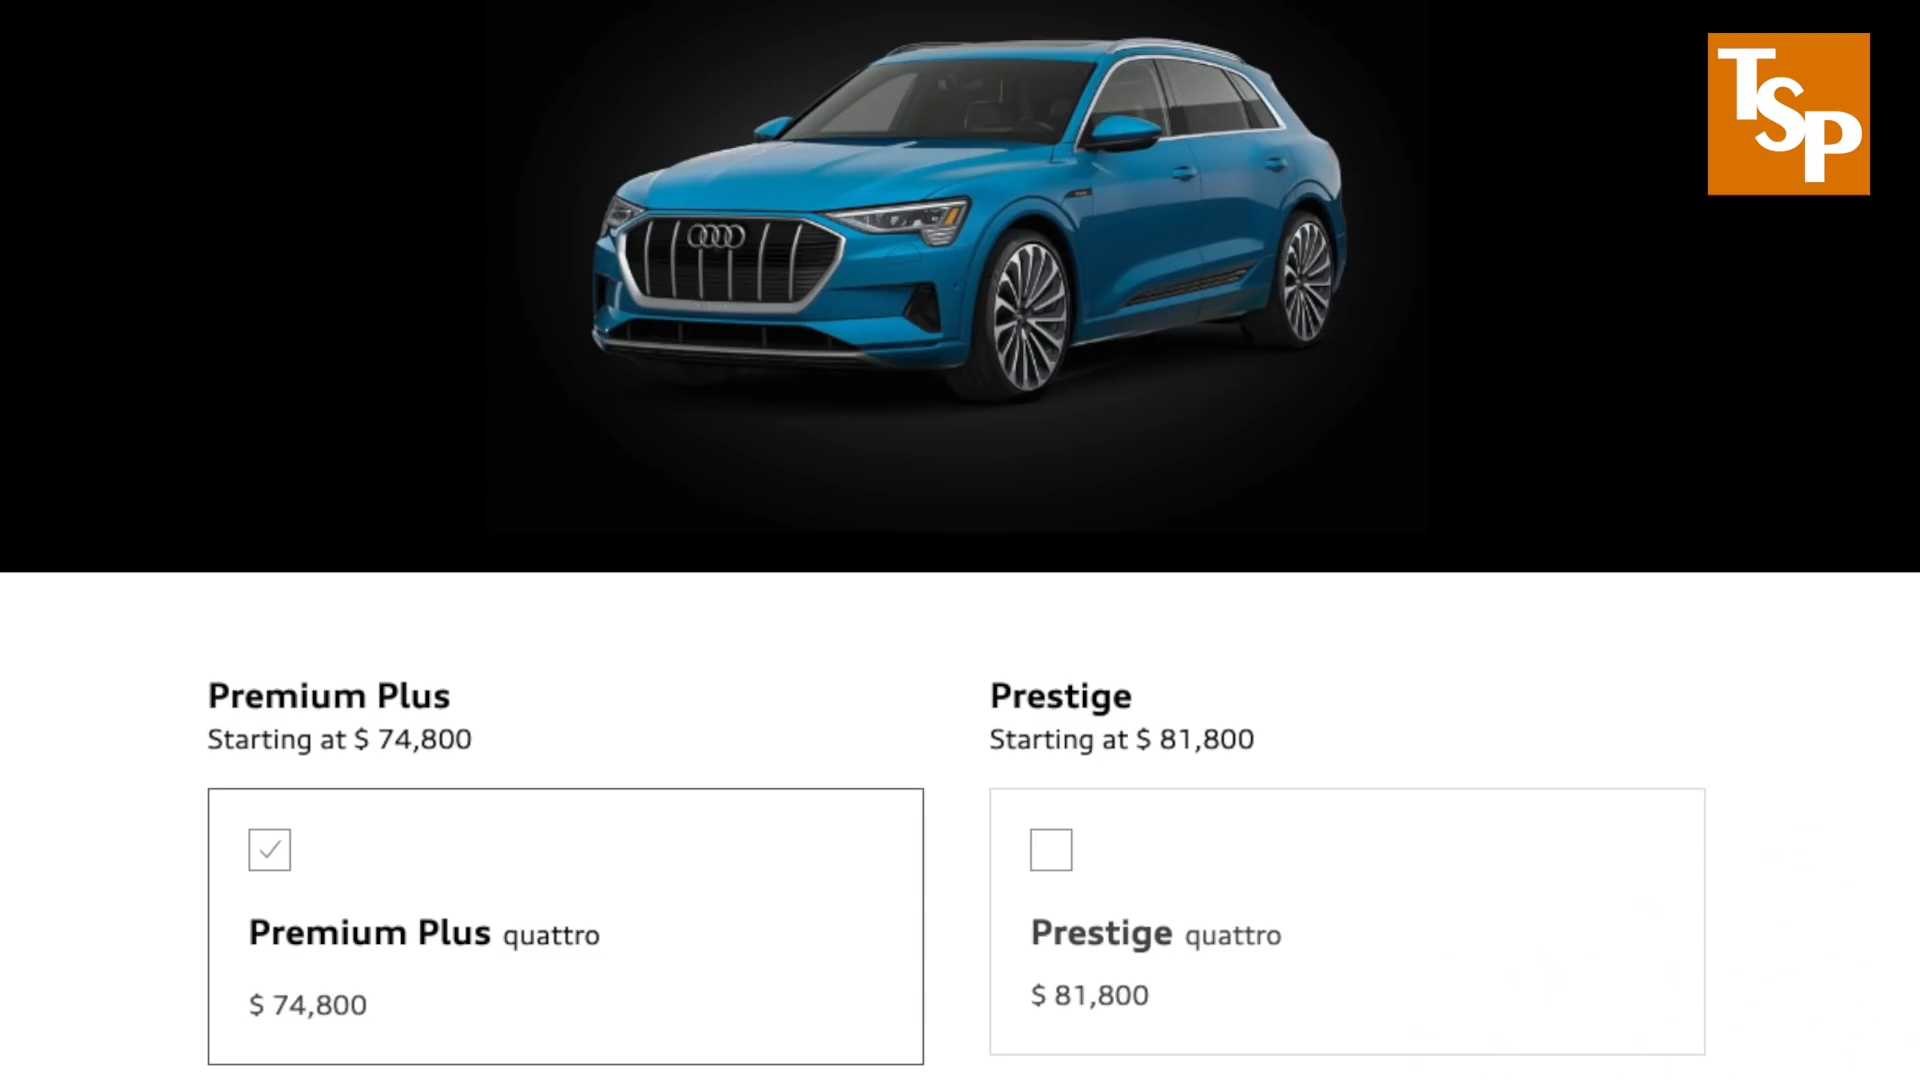 TSP
Premium Plus
Starting at $ 74,800
Prestige
Starting at $ 81,800
Premium Plus quattro
$ 74,800
Prestige quattro
$ 81,800